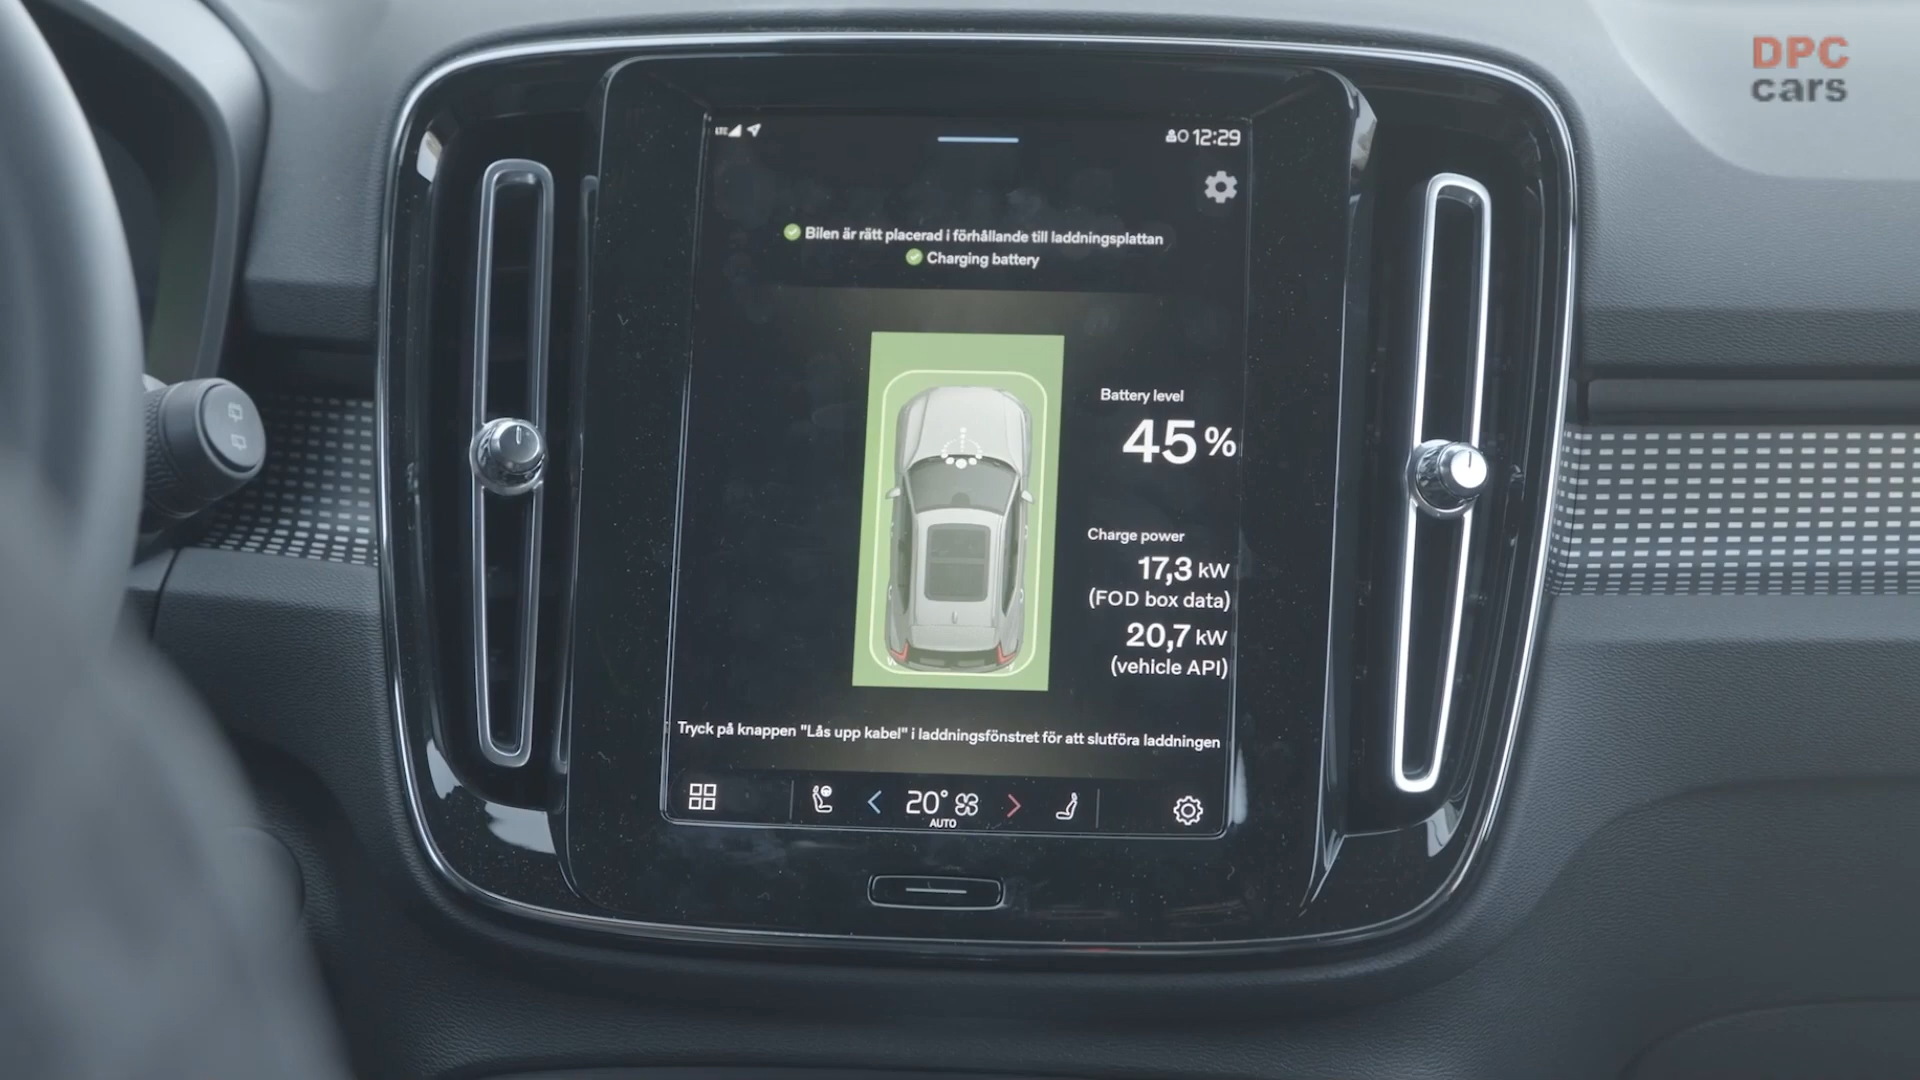 DPC
cars
LTE
12:29
Bilen är rätt placerad i förhållande till laddningsplattan
Charging battery
Battery level
45 %
Charge power
17,3 kW
(FOD box data)
20,7 kW
(vehicle API)
Tryck på knappen "Lås upp kabel" i laddningsfönstret för att slutföra laddningen
20°
AUTO